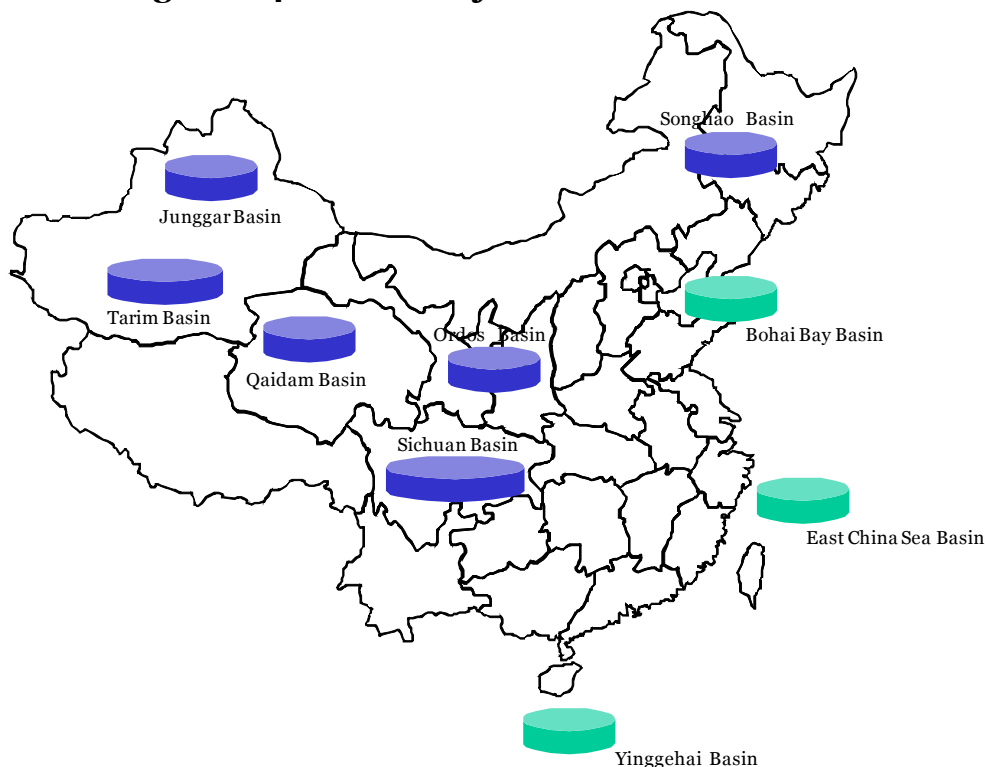 Songhao Basin
Junggar Basin
Tarim Basin
Ordos Basin
Bohai Bay Basin
Qaidam Basin
Sichuan Basin
East China Sea Basin
Yinggehai Basin